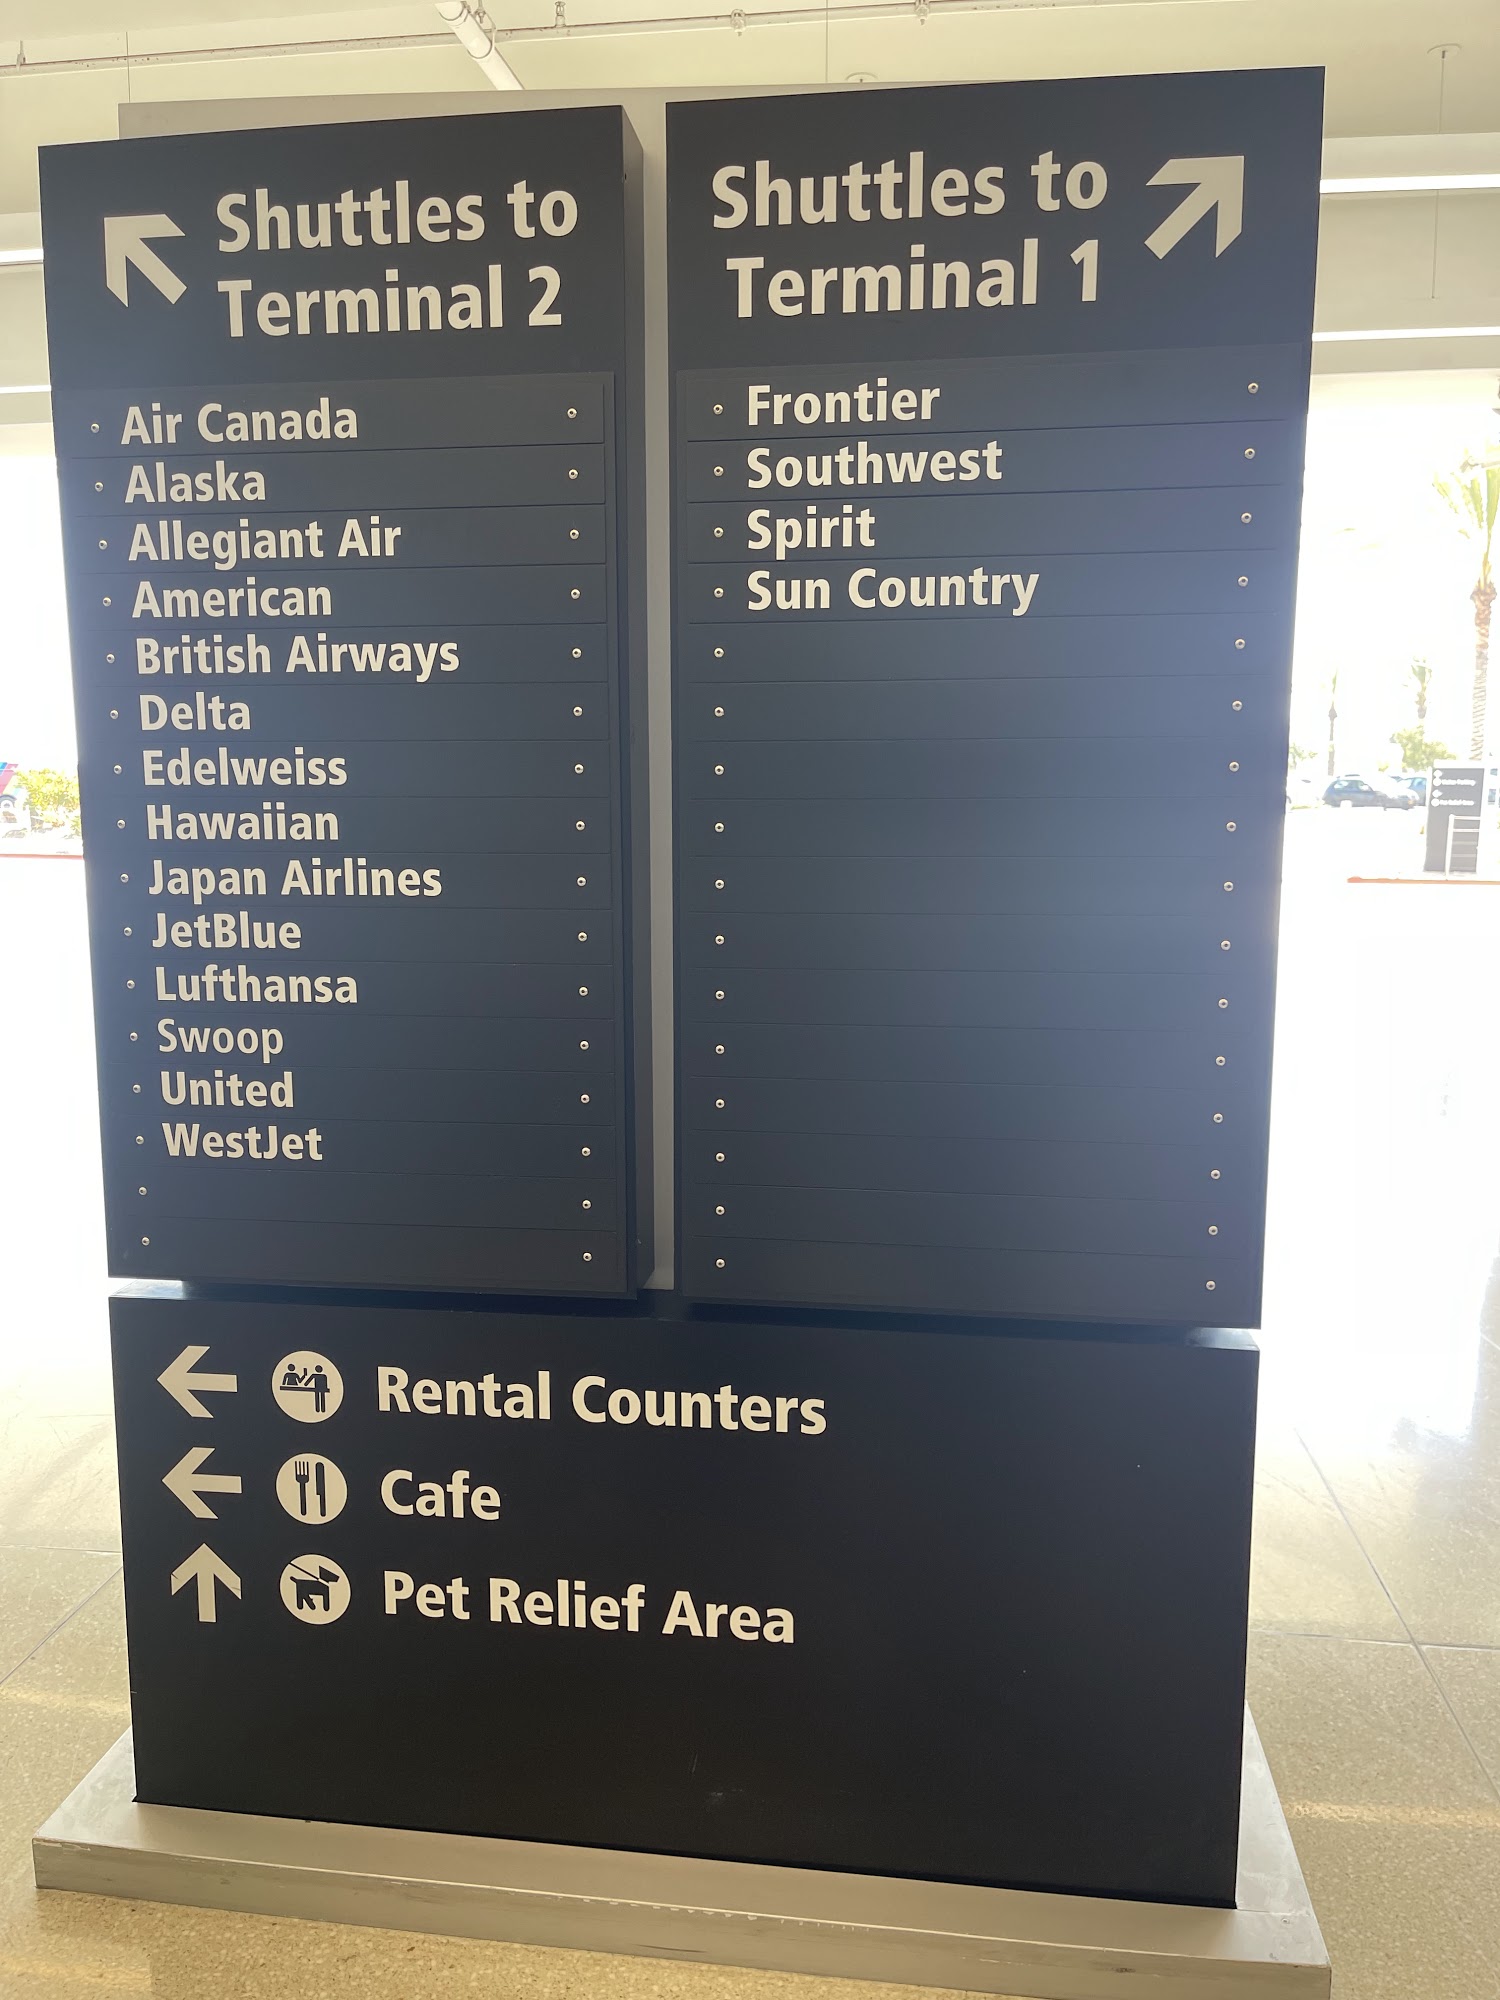 Shuttles to
Terminal 2
Air Canada
Alaska
Allegiant Air
American
British Airways
Delta
Edelweiss
Hawaiian
Japan Airlines
JetBlue
Lufthansa
Swoop
United
WestJet
Shuttles to
Terminal 1
Frontier
Southwest
Spirit
Sun Country
Rental Counters
Cafe
Pet Relief Area